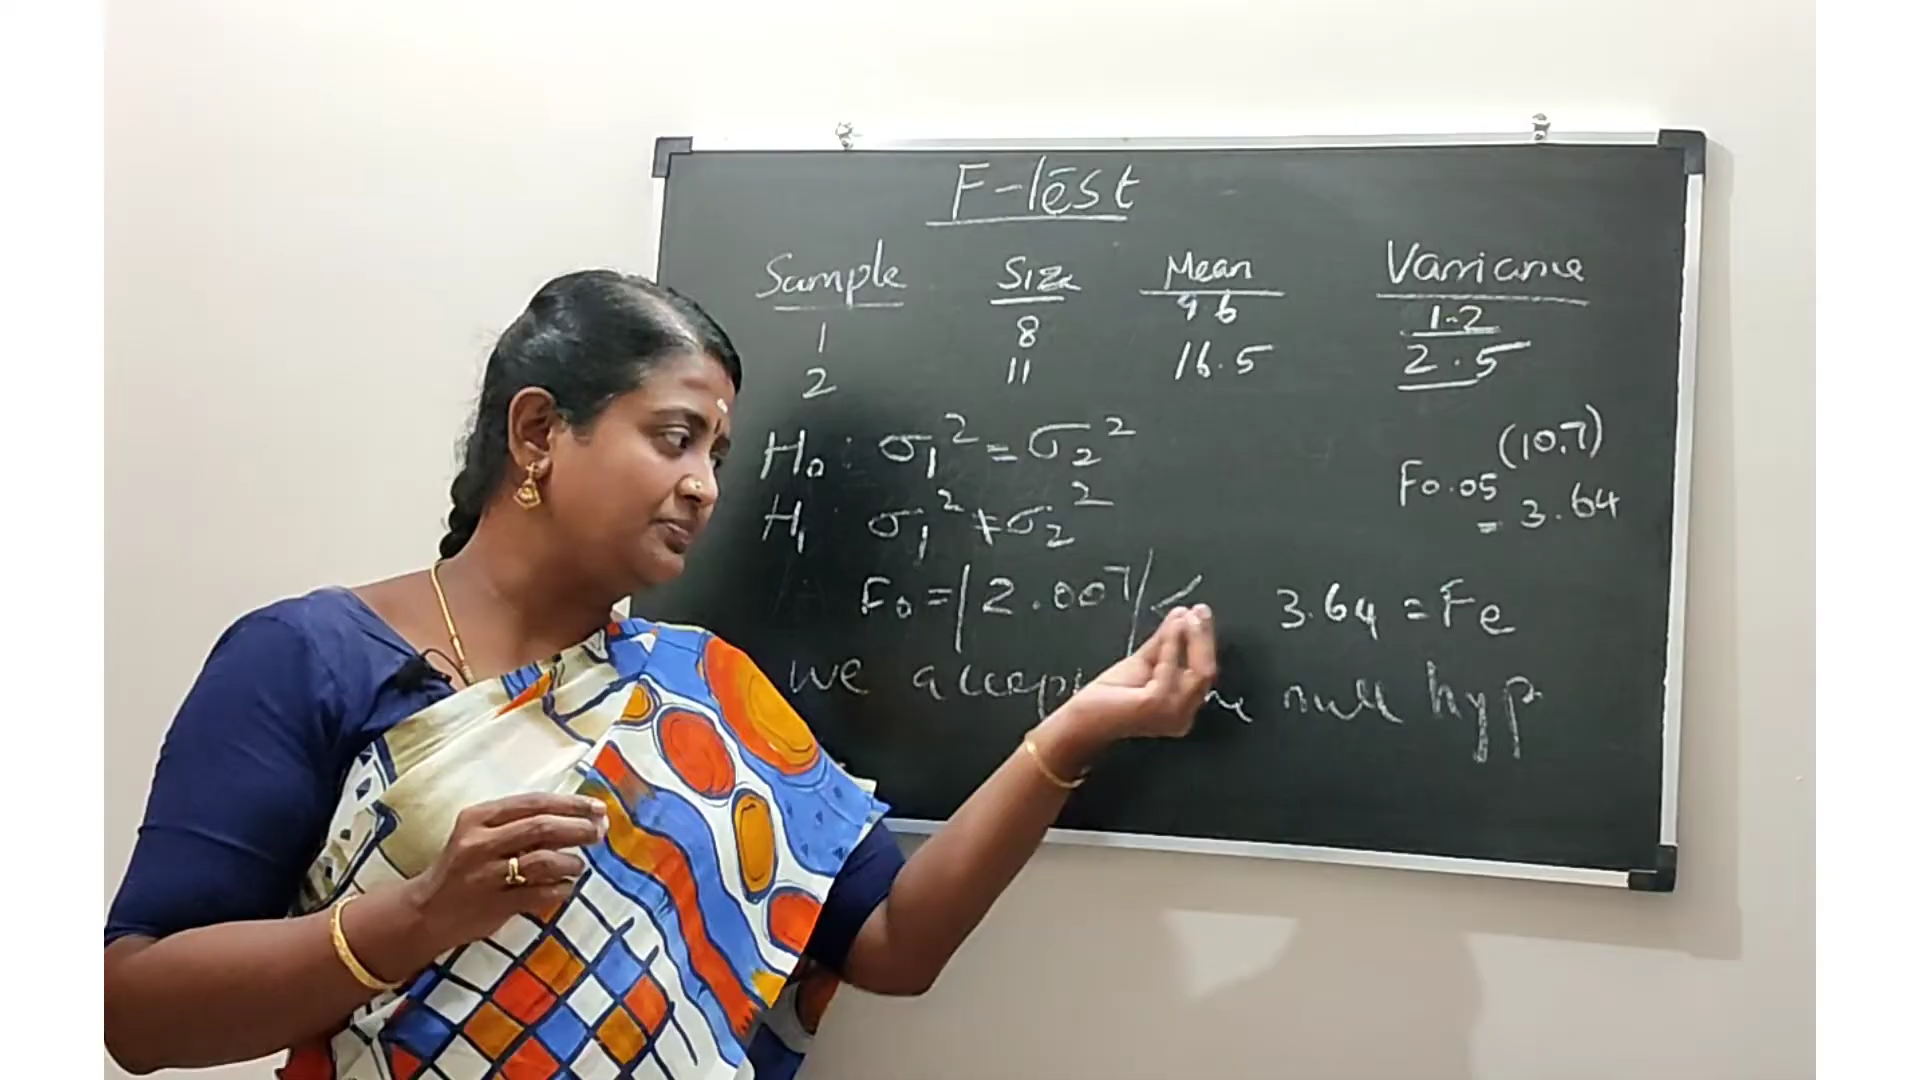 F-Test
Sample Size Mean Variance
1 8 9.6 1.2
2 11 16.5 2.5
H0 : σ1² = σ2²
H1 : σ1² ≠ σ2²
(10,7)
F0.05
= 3.64
F0 = |2.007| < 3.64 = Fe
we null hyp